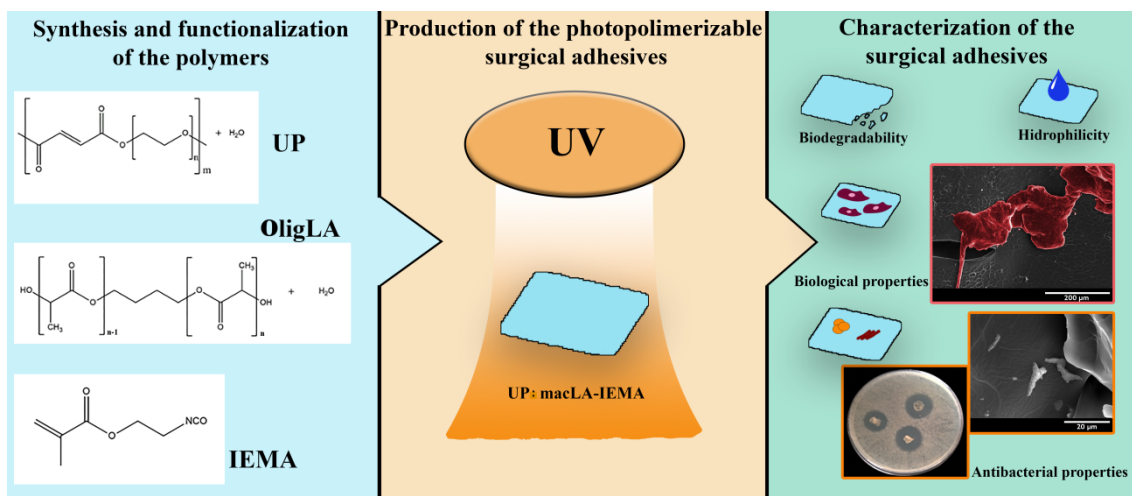 Synthesis and functionalization
of the polymers
O
O
O
O
n
m
+ H₂O
UP
OligLA
HO
O
O
CH₃
n-1
CH₃
O
O
OH
n
+ H₂O
O
O
NCO
IEMA
Production of the photopolimerizable
surgical adhesives
UV
UP: macLA-IEMA
Characterization of the
surgical adhesives
Biodegradability
Hidrophilicity
Biological properties
200 µm
20 µm
Antibacterial properties